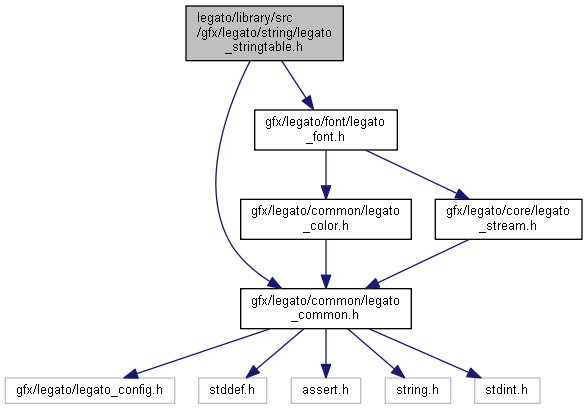 legato/library/src
/gfx/legato/string/legato
_stringtable.h
gfx/legato/font/legato
_font.h
gfx/legato/common/legato
_color.h
gfx/legato/core/legato
_stream.h
gfx/legato/common/legato
_common.h
gfx/legato/legato_config.h
stddef.h
assert.h
string.h
stdint.h